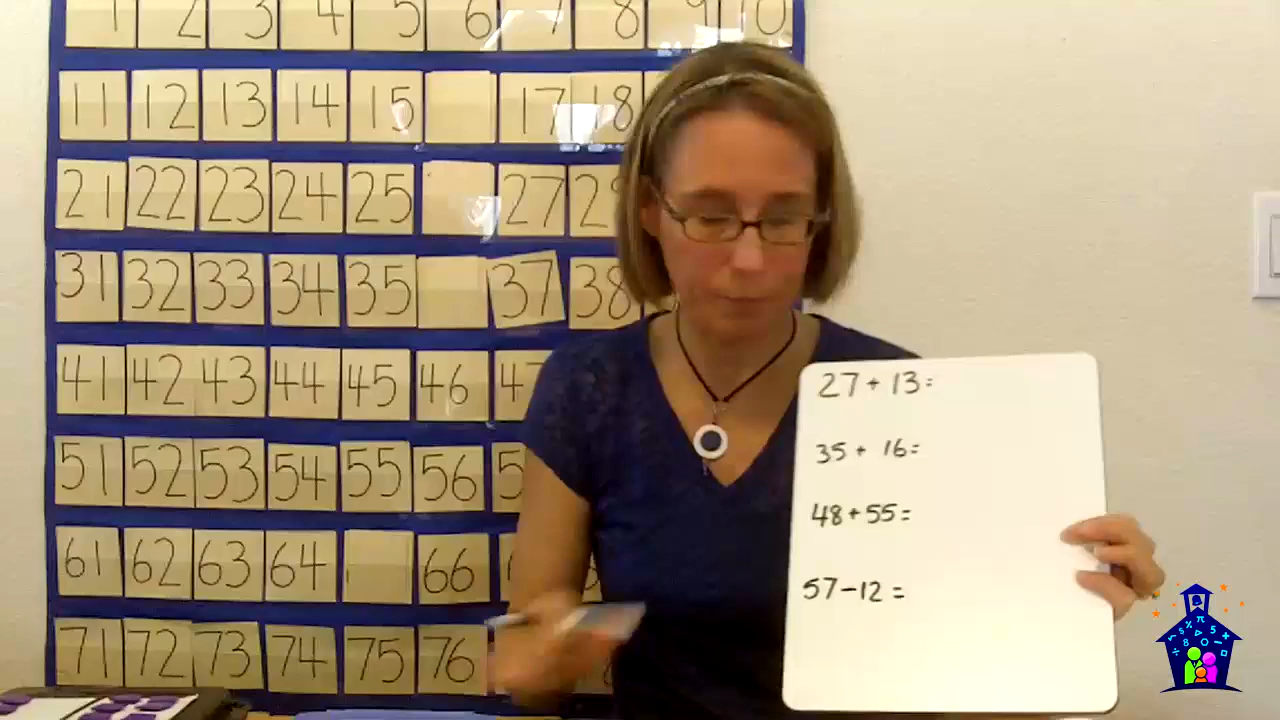 1 2 3 4 5 6 7 8 9 10
11 12 13 14 15 17 18
21 22 23 24 25 27
31 32 33 34 35 37 38
41 42 43 44 45 46
51 52 53 54 55 56
61 62 63 64 66
71 72 73 74 75 76
27 + 13 =
35 + 16 =
48 + 55 =
57 - 12 =